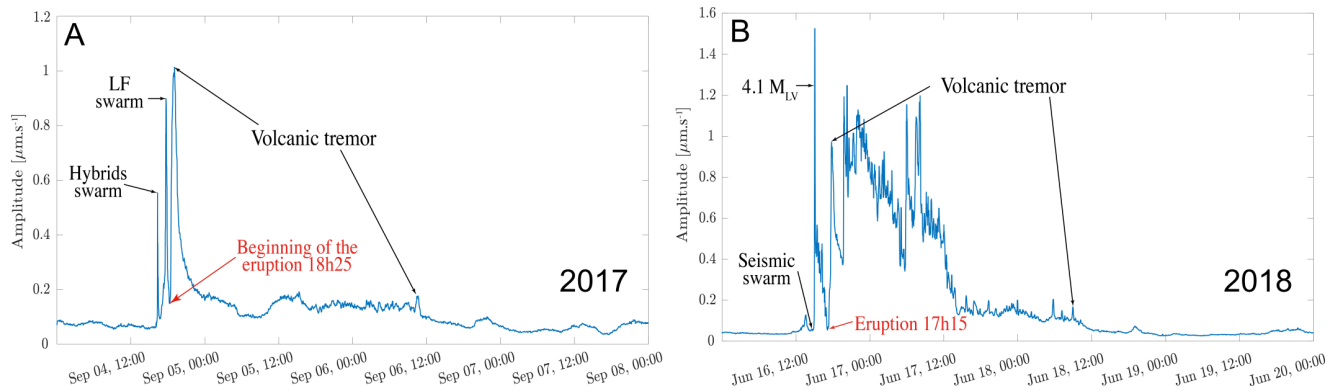 A
1.2
1
0.8
0.6
0.4
0.2
0
Amplitude [μm.s⁻¹]
LF
swarm
Hybrids
swarm
Volcanic tremor
Beginning of the
eruption 18h25
2017
Sep 04, 12:00
Sep 05, 00:00
Sep 05, 12:00
Sep 06, 00:00
Sep 06, 12:00
Sep 07, 00:00
Sep 07, 12:00
Sep 08, 00:00
B
1.6
1.4
1.2
1
0.8
0.6
0.4
0.2
0
Amplitude [μm.s⁻¹]
4.1 M_LV
Volcanic tremor
Seismic
swarm
Eruption 17h15
2018
Jun 16, 12:00
Jun 17, 00:00
Jun 17, 12:00
Jun 18, 00:00
Jun 18, 12:00
Jun 19, 00:00
Jun 19, 12:00
Jun 20, 00:00